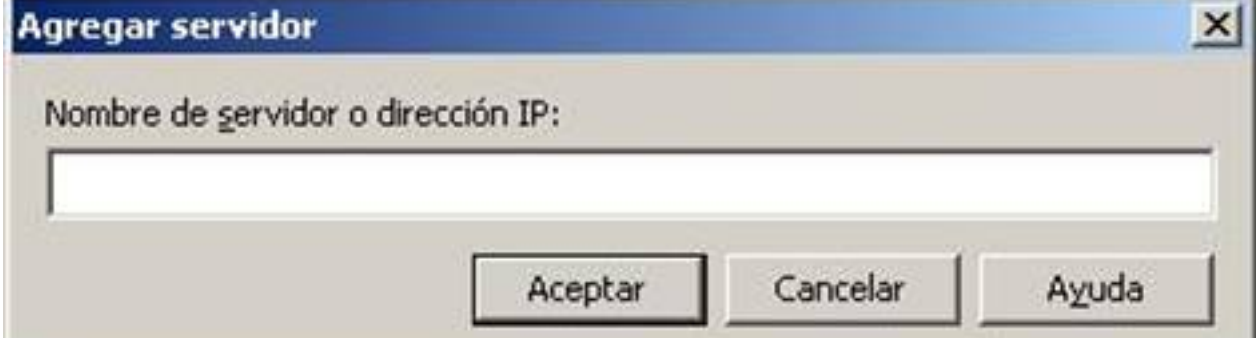 Agregar servidor
Nombre de servidor o dirección IP:
Aceptar Cancelar Ayuda